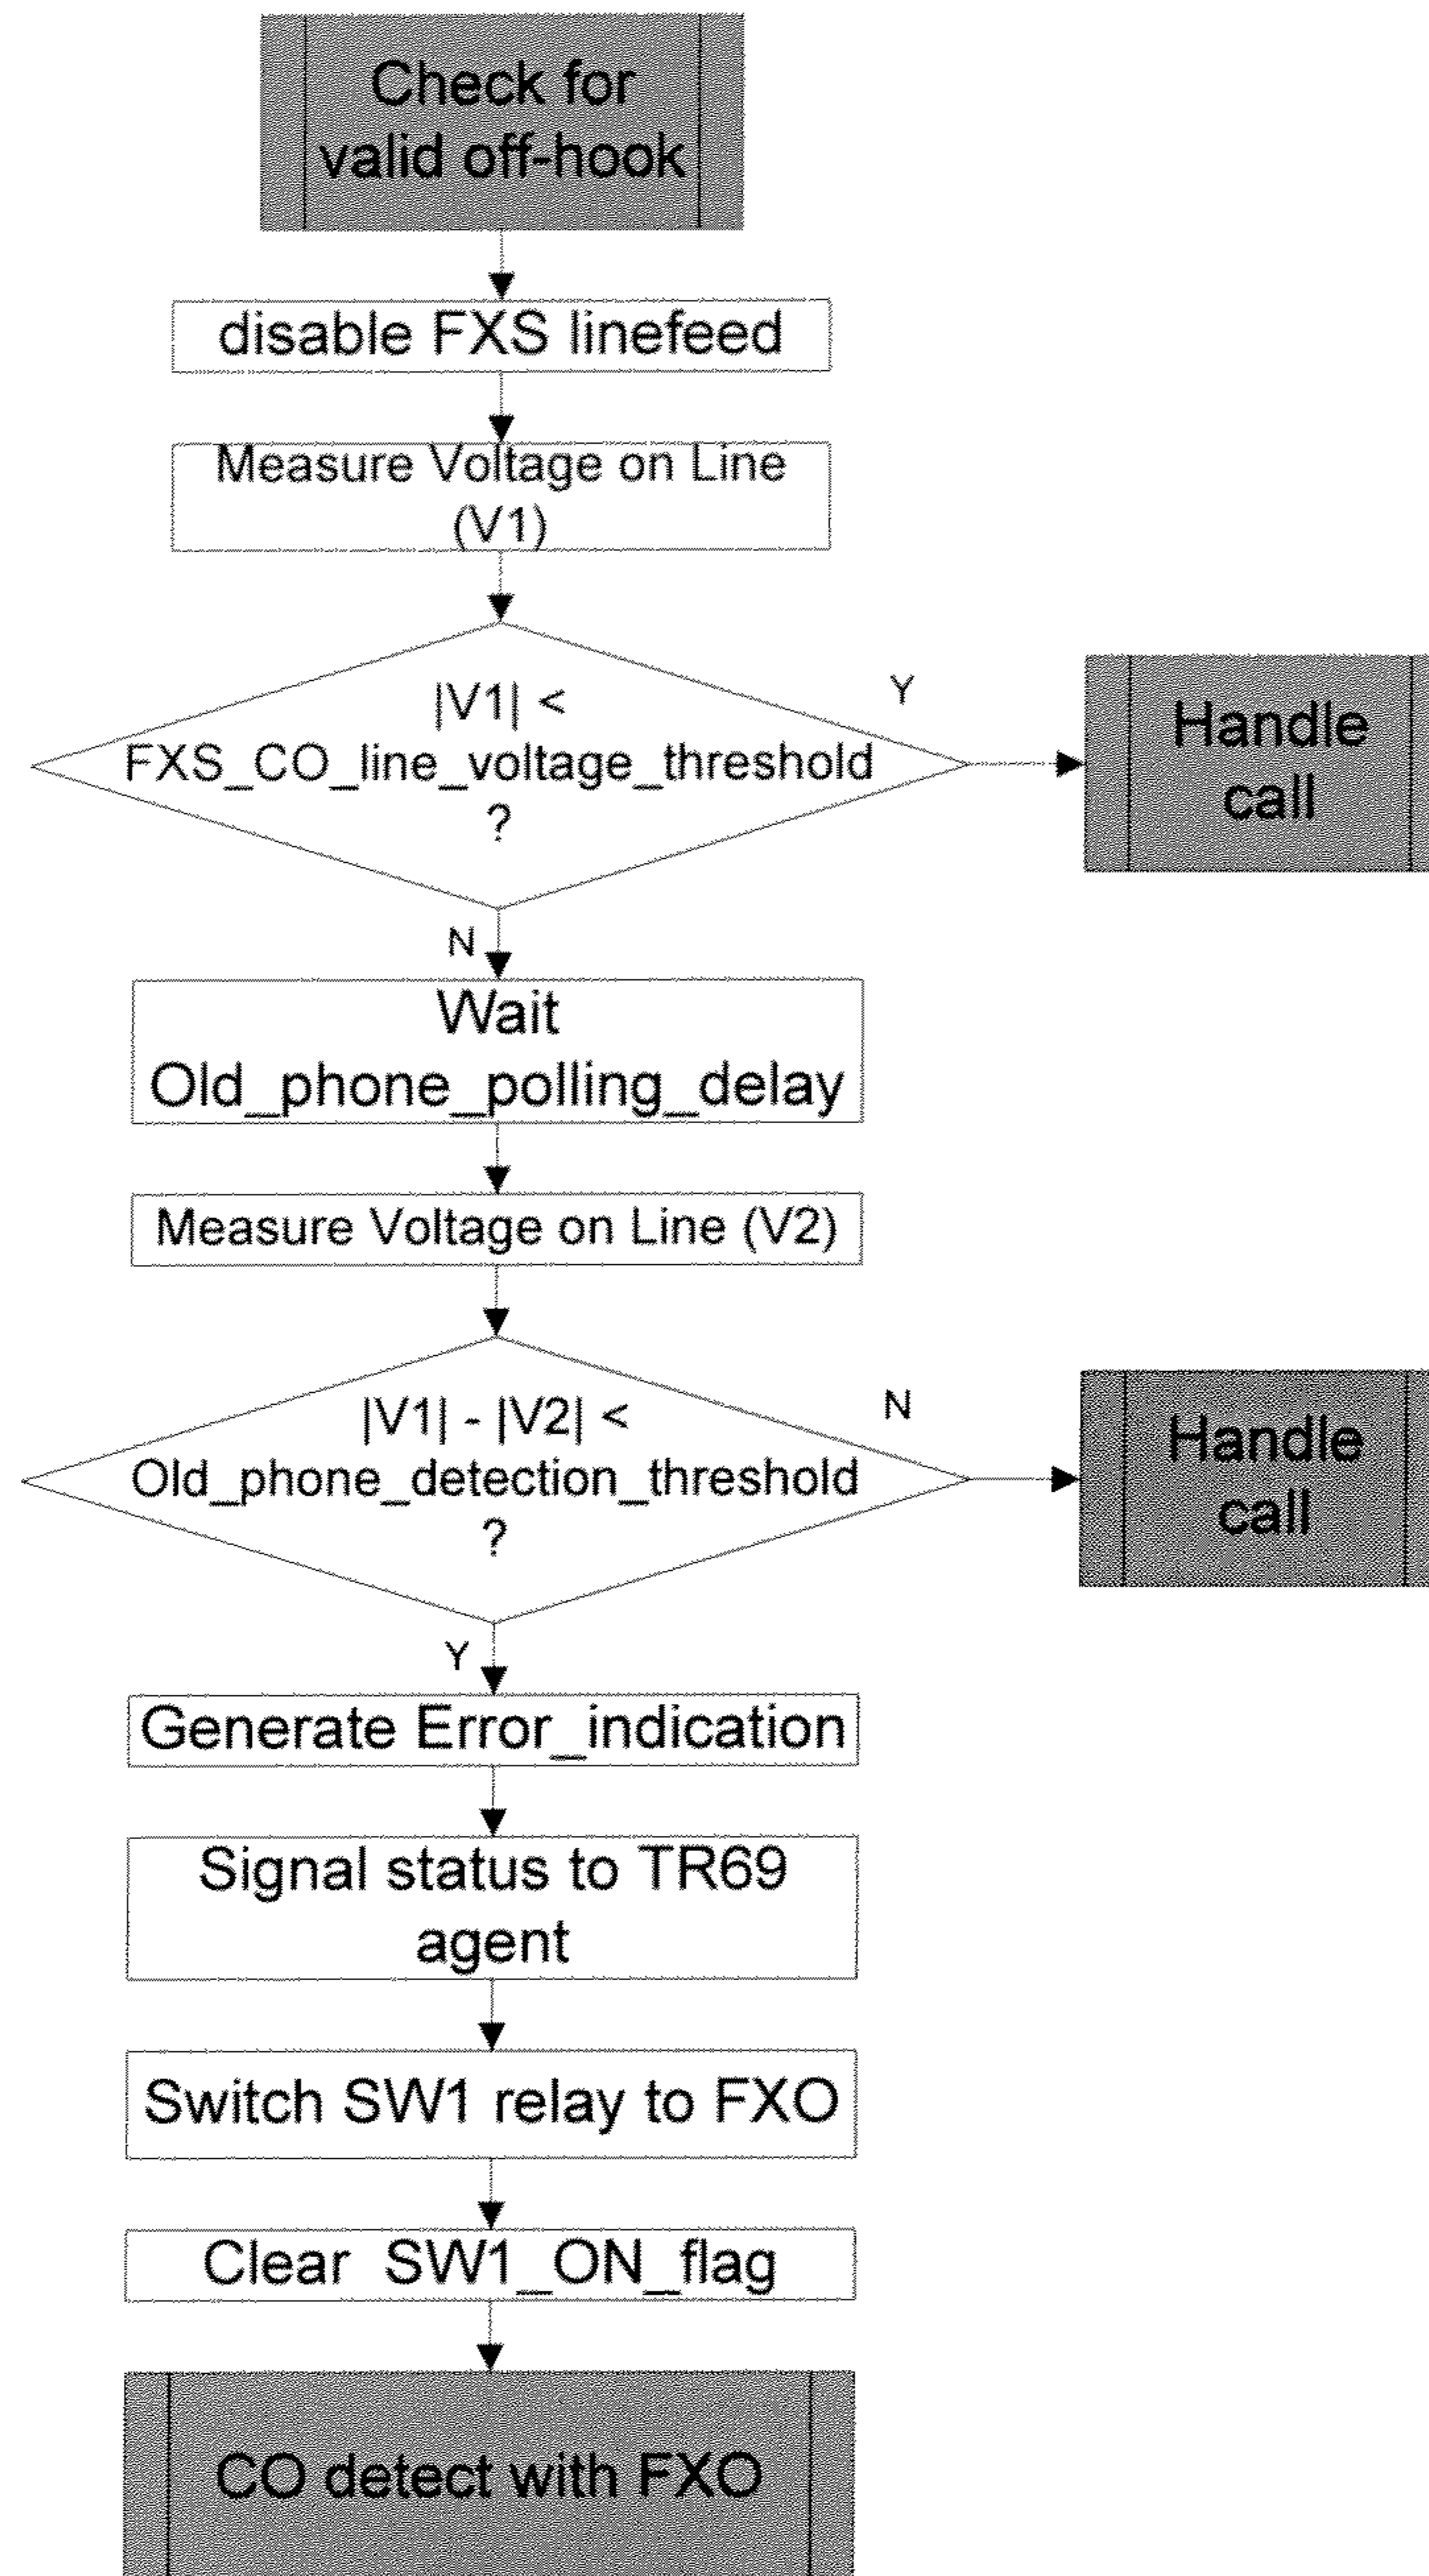 Check for
valid off-hook
disable FXS linefeed
Measure Voltage on Line
(V1)
|V1| <
FXS_CO_line_voltage_threshold
?
Y
Handle
call
N
Wait
Old_phone_polling_delay
Measure Voltage on Line (V2)
|V1| - |V2| <
Old_phone_detection_threshold
?
N
Handle
call
Y
Generate Error_indication
Signal status to TR69
agent
Switch SW1 relay to FXO
Clear  SW1_ON_flag
CO detect with FXO